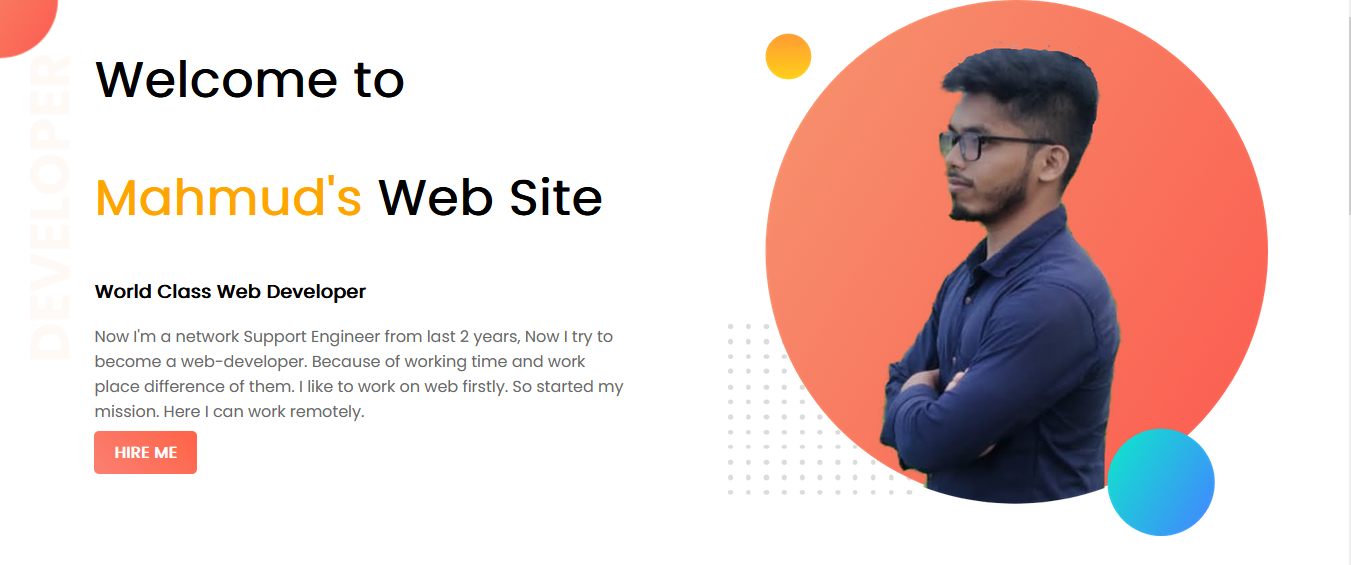 DEVELOPER
Welcome to
Mahmud's Web Site
World Class Web Developer
Now I'm a network Support Engineer from last 2 years, Now I try to
become a web-developer. Because of working time and work
place difference of them. I like to work on web firstly. So started my
mission. Here I can work remotely.
HIRE ME